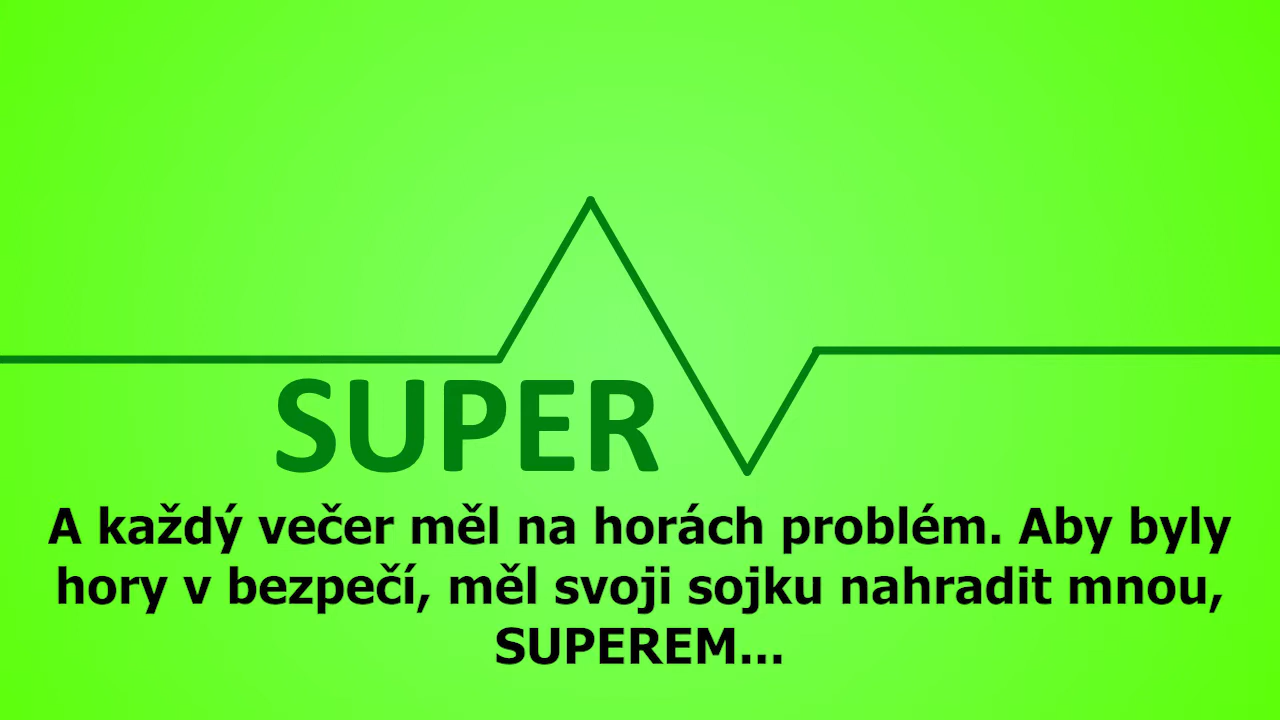 SUPER
A každý večer měl na horách problém. Aby byly
hory v bezpečí, měl svoji sojku nahradit mnou,
SUPEREM...